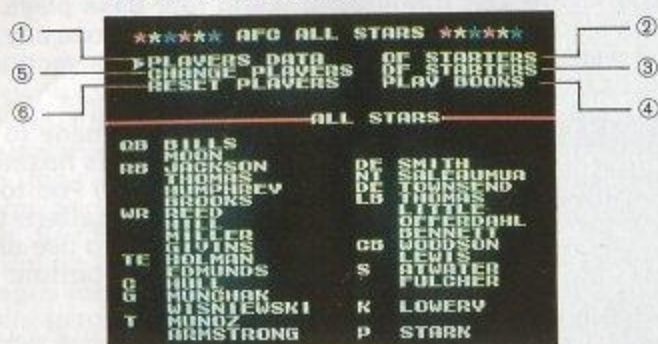 ① ★★★★★★ AFC ALL STARS ★★★★★★ ②
PLAYERS DATA OF STARTERS
⑤ CHANGE PLAYERS DF STARTERS ③
⑥ RESET PLAYERS PLAY BOOKS ④
ALL STARS
QB BILLS
MOON
RB JACKSON
THOMAS
HUMPHREY
BROOKS
WR REED
HILL
MILLER
GIVINS
TE HOLMAN
EDMUNDS
C HULL
G MUNCHAK
WISNIEWSKI
T MUNOZ
ARMSTRONG
DE SMITH
NT SALEAUMUA
DE TOWNSEND
LB THOMAS
LITTLE
OFFERDAHL
BENNETT
CB WOODSON
LEWIS
S ATWATER
FULCHER
K LOWERY
P STARK